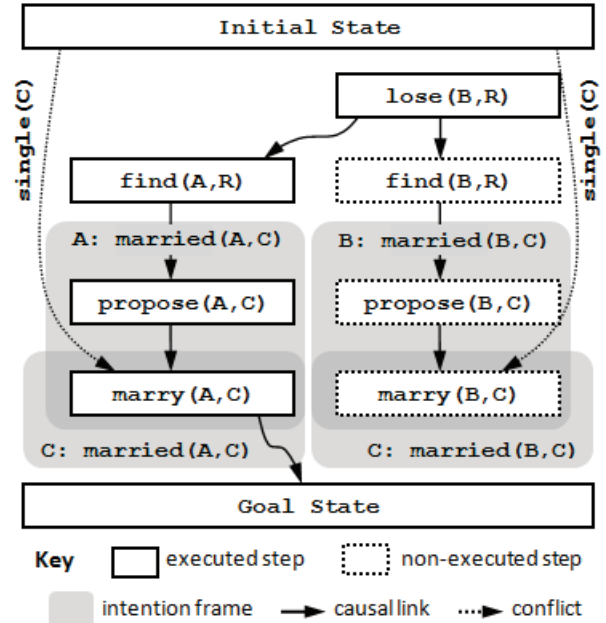 Initial State
single(C)
single(C)
lose(B,R)
find(A,R)
find(B,R)
A: married(A,C)
B: married(B,C)
propose(A,C)
propose(B,C)
marry(A,C)
marry(B,C)
C: married(A,C)
C: married(B,C)
Goal State
Key
executed step
non-executed step
intention frame
causal link
conflict